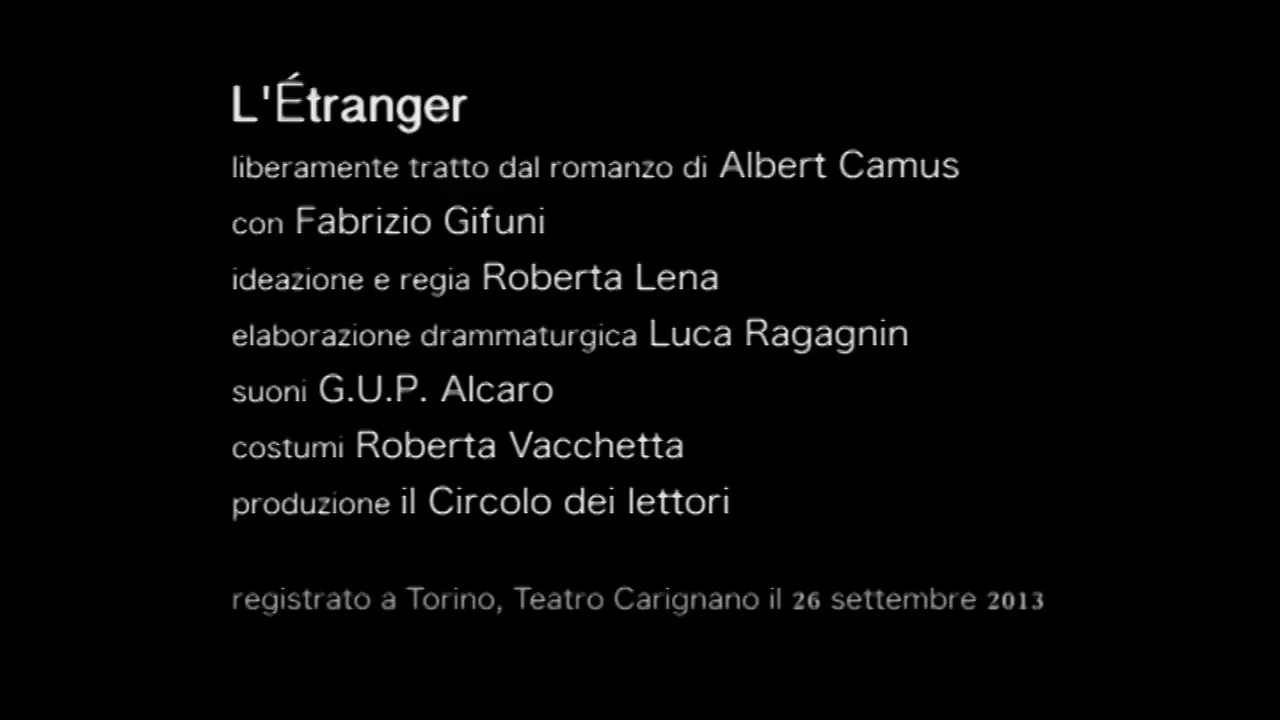 L'Étranger
liberamente tratto dal romanzo di Albert Camus
con Fabrizio Gifuni
ideazione e regia Roberta Lena
elaborazione drammaturgica Luca Ragagnin
suoni G.U.P. Alcaro
costumi Roberta Vacchetta
produzione il Circolo dei lettori
registrato a Torino, Teatro Carignano il 26 settembre 2013